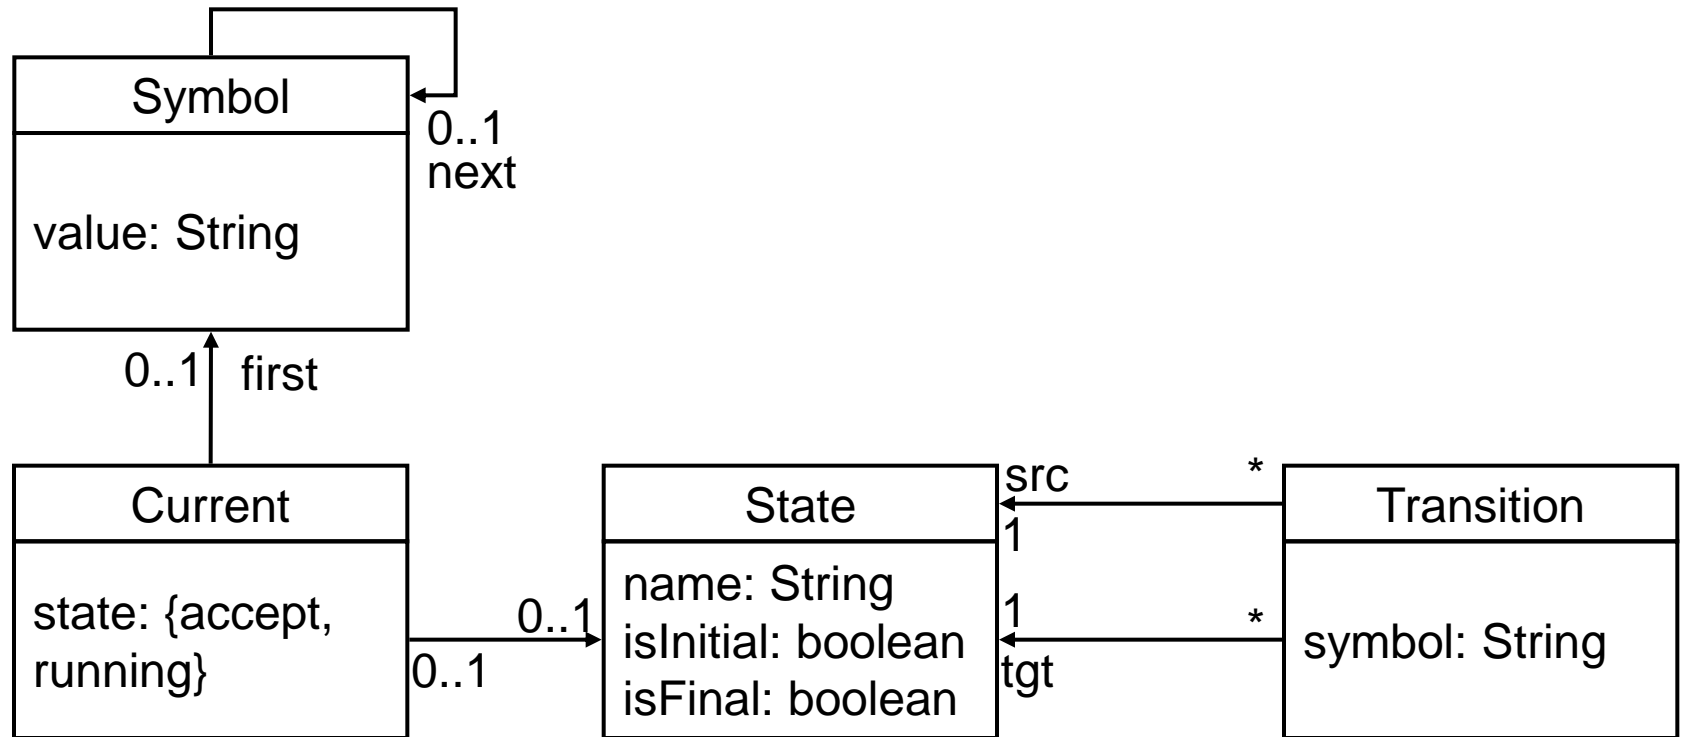 Symbol
0..1
next
value: String
0..1 first
Current
state: {accept,
running}
0..1
0..1
State
name: String
isInitial: boolean
isFinal: boolean
src
1
*
1
tgt
*
Transition
symbol: String